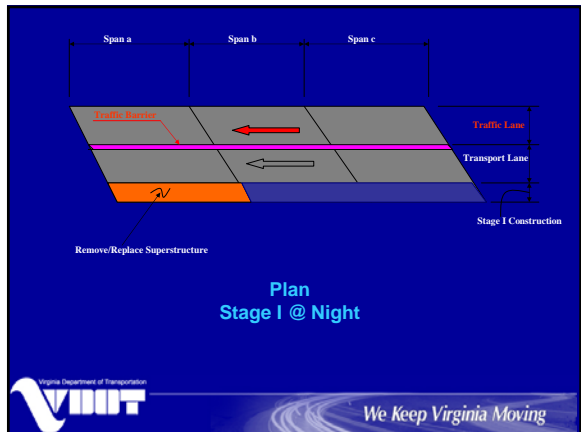 Span a Span b Span c
Traffic Barrier
Traffic Lane
Transport Lane
Stage I Construction
Remove/Replace Superstructure
Plan
Stage I @ Night
Virginia Department of Transportation
VDOT
We Keep Virginia Moving